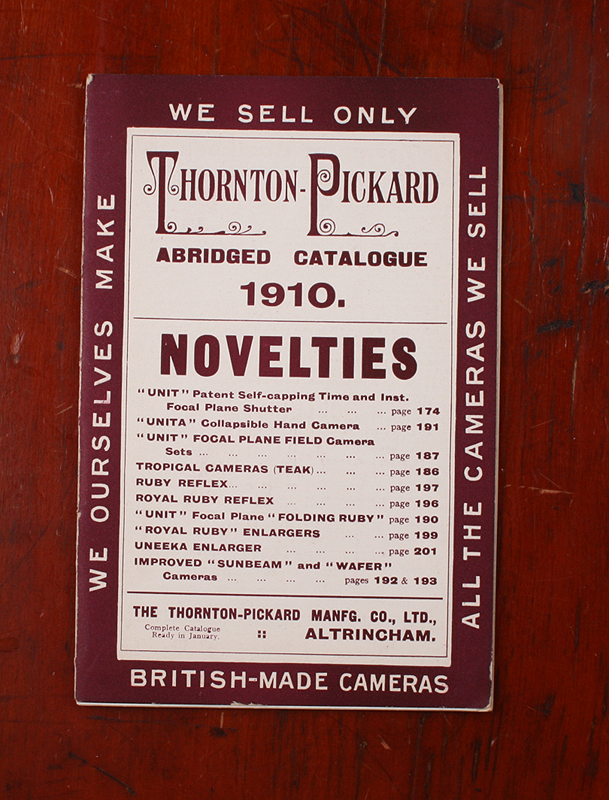 WE SELL ONLY
THORNTON-PICKARD
ABRIDGED CATALOGUE
1910.
NOVELTIES
"UNIT" Patent Self-capping Time and Inst.
Focal Plane Shutter ... ... ... page 174
"UNITA" Collapsible Hand Camera ... page 191
"UNIT" FOCAL PLANE FIELD Camera
Sets ... ... ... ... ... ... page 187
TROPICAL CAMERAS (TEAK)... ... ... page 186
RUBY REFLEX... ... ... ... ... page 197
ROYAL RUBY REFLEX ... ... ... ... page 196
"UNIT" Focal Plane "FOLDING RUBY" page 190
"ROYAL RUBY" ENLARGERS ... ... page 199
UNEEKA ENLARGER ... ... ... ... page 201
IMPROVED "SUNBEAM" and "WAFER"
Cameras ... ... ... ... pages 192 & 193
THE THORNTON-PICKARD MANFG. CO., LTD.,
Complete Catalogue
Ready in January. :: ALTRINCHAM.
WE OURSELVES MAKE
ALL THE CAMERAS WE SELL
BRITISH-MADE CAMERAS